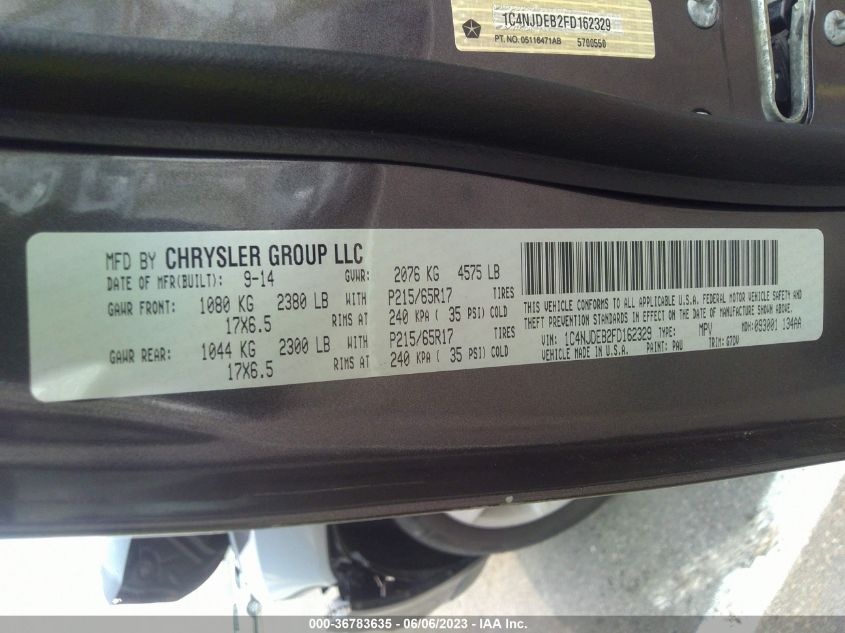 1C4NJDEB2FD162329
PT. NO. 05116471AB 5700550
MFD BY CHRYSLER GROUP LLC
DATE OF MFR(BUILT): 9-14 GVWR: 2076 KG 4575 LB
GAWR FRONT: 1080 KG 2380 LB WITH P215/65R17 TIRES
17X6.5 RIMS AT 240 KPA ( 35 PSI) COLD
GAWR REAR: 1044 KG 2300 LB WITH P215/65R17 TIRES
17X6.5 RIMS AT 240 KPA ( 35 PSI) COLD
THIS VEHICLE CONFORMS TO ALL APPLICABLE U.S.A. FEDERAL MOTOR VEHICLE SAFETY AND
THEFT PREVENTION STANDARDS IN EFFECT ON THE DATE OF MANUFACTURE SHOWN ABOVE.
VIN: 1C4NJDEB2FD162329 TYPE: MPV MDH: 093001 134AA
VEHICLE MADE IN U.S.A. PAINT: PAU TRIM: G7DV
000-36783635 - 06/06/2023 - IAA Inc.